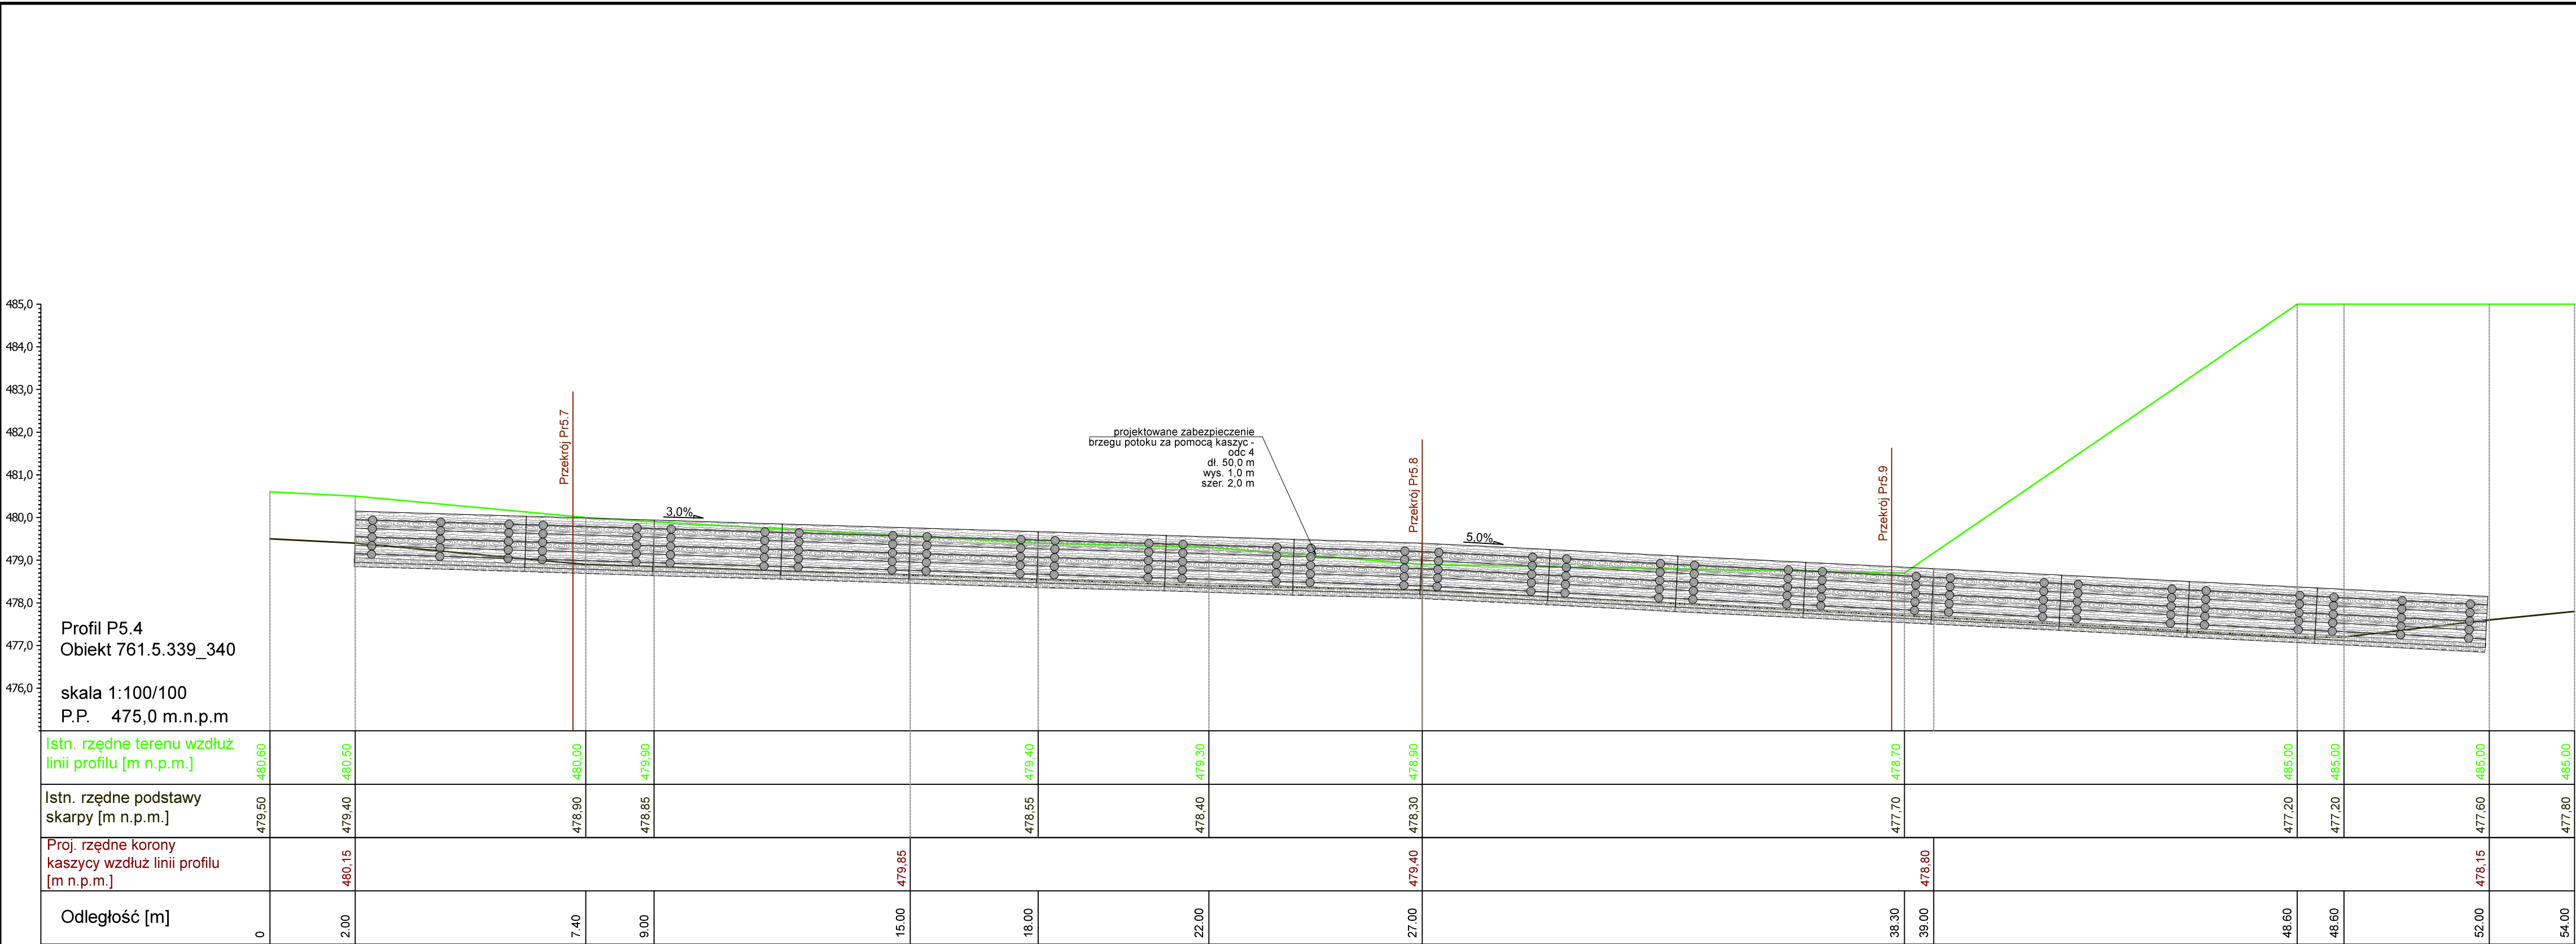 485,0
484,0
483,0
482,0
481,0
480,0
479,0
478,0
477,0
476,0
Przekrój Pr5.7
Przekrój Pr5.8
Przekrój Pr5.9
projektowane zabezpieczenie
brzegu potoku za pomocą kaszyc -
odc 4
dł. 50,0 m
wys. 1,0 m
szer. 2,0 m
3,0%
5,0%
Profil P5.4
Obiekt 761.5.339_340
skala 1:100/100
P.P. 475,0 m.n.p.m
Istn. rzędne terenu wzdłuż
linii profilu [m n.p.m.]
480,60
480,50
480,00
479,90
479,40
479,30
478,90
478,70
485,00
485,00
485,00
485,00
Istn. rzędne podstawy
skarpy [m n.p.m.]
479,50
479,40
478,90
478,85
478,55
478,40
478,30
477,70
477,20
477,20
477,60
477,80
Proj. rzędne korony
kaszycy wzdłuż linii profilu
[m n.p.m.]
480,15
479,85
479,40
478,80
478,15
Odległość [m]
0
2.00
7.40
9.00
15.00
18.00
22.00
27.00
38.30
39.00
48.60
48.60
52.00
54.00